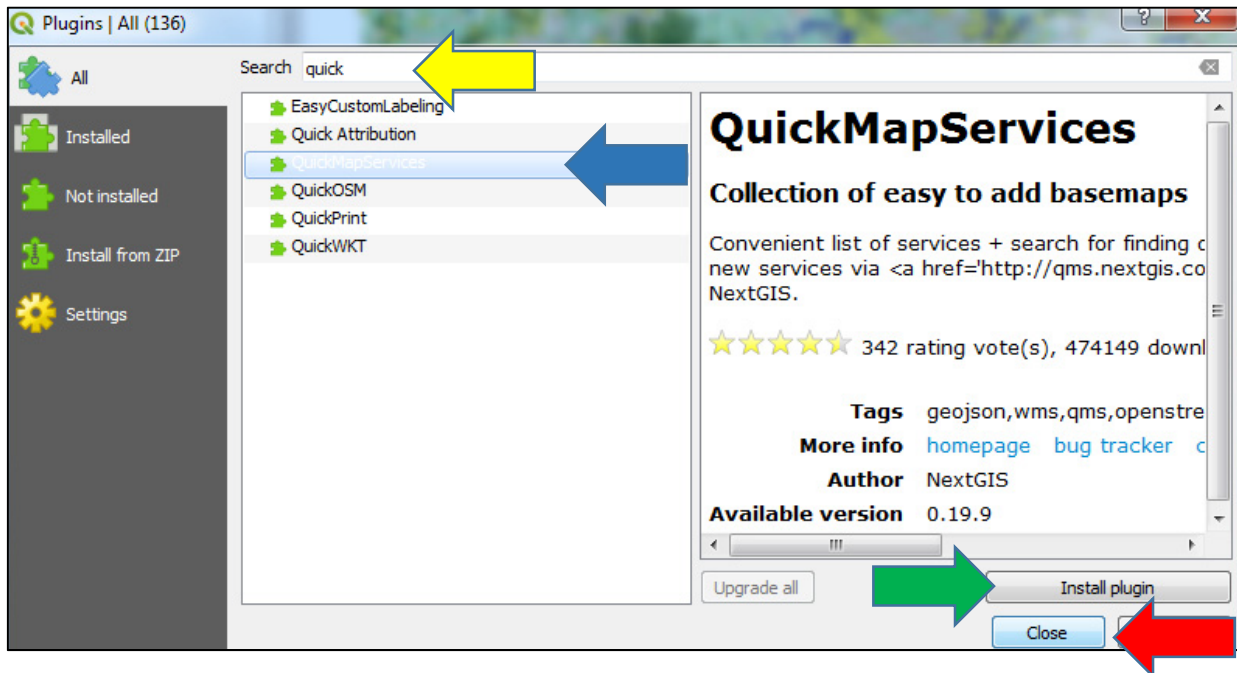 Plugins | All (136)
All
Installed
Not installed
Install from ZIP
Settings
Search quick
EasyCustomLabeling
Quick Attribution
QuickMapServices
QuickOSM
QuickPrint
QuickWKT
QuickMapServices
Collection of easy to add basemaps
Convenient list of services + search for finding
new services via <a href='http://qms.nextgis.co
NextGIS.
342 rating vote(s), 474149 downl
Tags geojson,wms,qms,openstre
More info homepage bug tracker
Author NextGIS
Available version 0.19.9
Upgrade all
Install plugin
Close